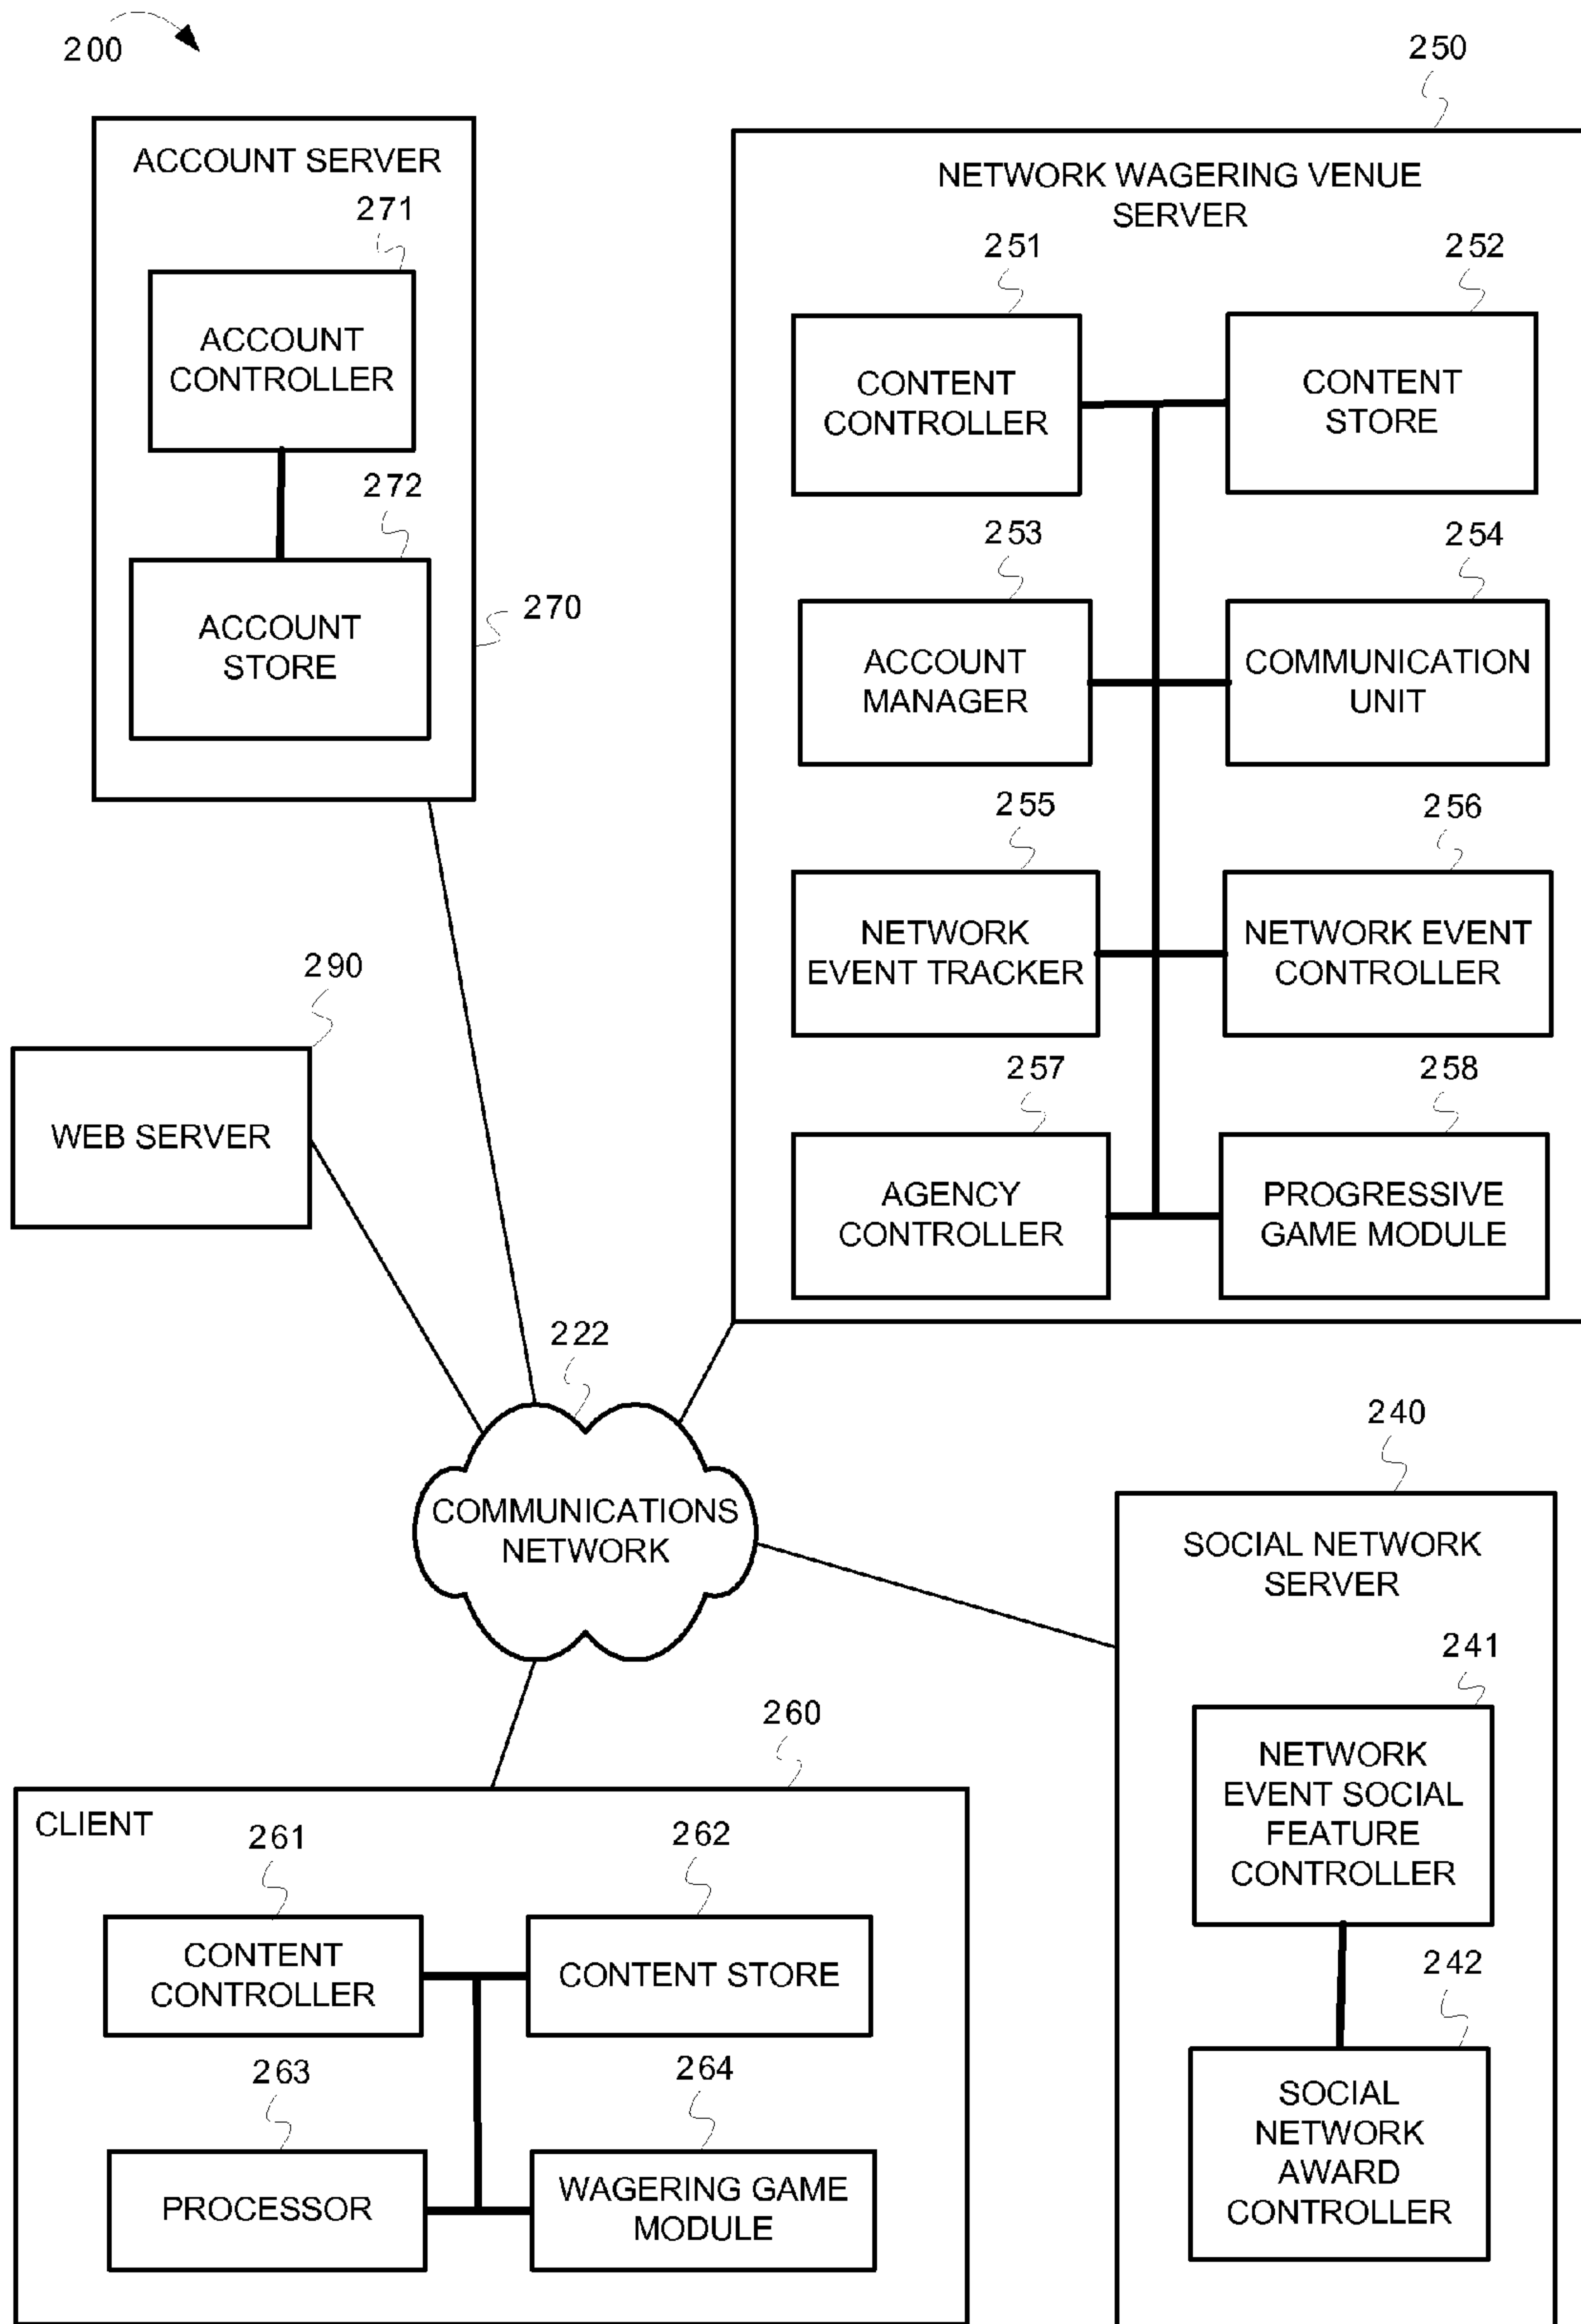 200
250
ACCOUNT SERVER
271
ACCOUNT
CONTROLLER
272
ACCOUNT
STORE
270
NETWORK WAGERING VENUE
SERVER
251
CONTENT
CONTROLLER
252
CONTENT
STORE
253
ACCOUNT
MANAGER
254
COMMUNICATION
UNIT
255
NETWORK
EVENT TRACKER
256
NETWORK EVENT
CONTROLLER
257
AGENCY
CONTROLLER
258
PROGRESSIVE
GAME MODULE
290
WEB SERVER
222
COMMUNICATIONS
NETWORK
240
SOCIAL NETWORK
SERVER
241
NETWORK
EVENT SOCIAL
FEATURE
CONTROLLER
242
SOCIAL
NETWORK
AWARD
CONTROLLER
260
CLIENT
261
CONTENT
CONTROLLER
262
CONTENT STORE
263
PROCESSOR
264
WAGERING GAME
MODULE